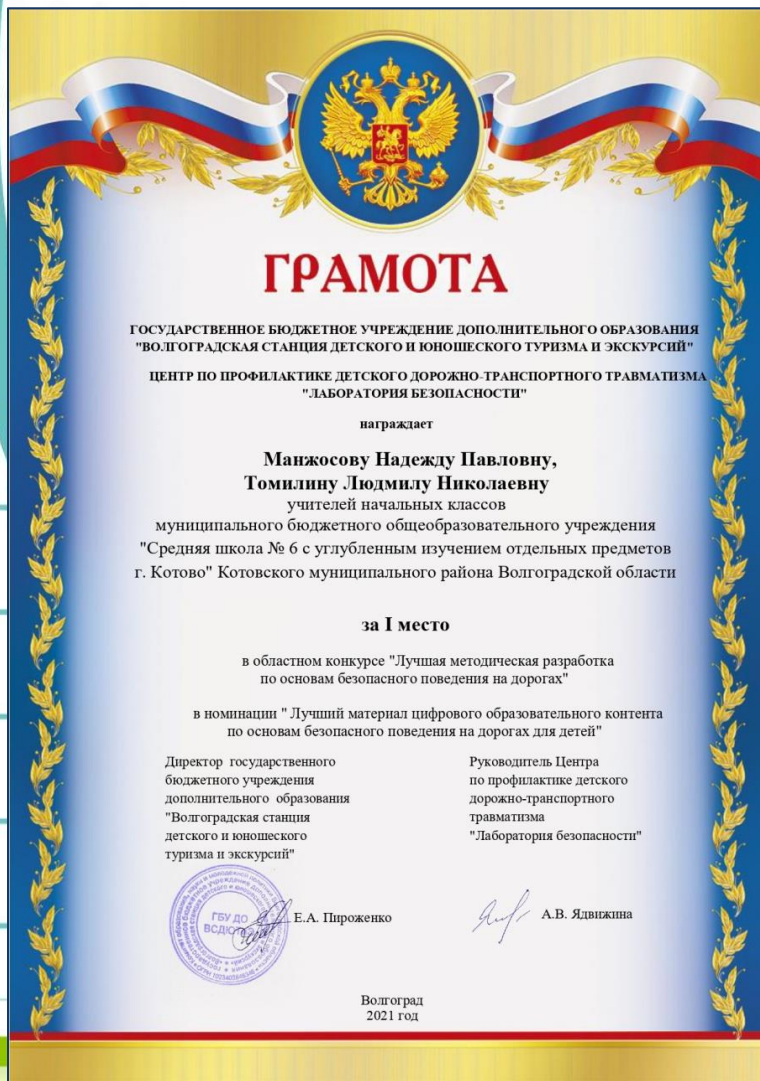 ГРАМОТА
ГОСУДАРСТВЕННОЕ БЮДЖЕТНОЕ УЧРЕЖДЕНИЕ ДОПОЛНИТЕЛЬНОГО ОБРАЗОВАНИЯ
"ВОЛГОГРАДСКАЯ СТАНЦИЯ ДЕТСКОГО И ЮНОШЕСКОГО ТУРИЗМА И ЭКСКУРСИЙ"
ЦЕНТР ПО ПРОФИЛАКТИКЕ ДЕТСКОГО ДОРОЖНО-ТРАНСПОРТНОГО ТРАВМАТИЗМА
"ЛАБОРАТОРИЯ БЕЗОПАСНОСТИ"
награждает
Манжосову Надежду Павловну,
Томилину Людмилу Николаевну
учителей начальных классов
муниципального бюджетного общеобразовательного учреждения
"Средняя школа № 6 с углубленным изучением отдельных предметов
г. Котово" Котовского муниципального района Волгоградской области
за I место
в областном конкурсе "Лучшая методическая разработка
по основам безопасного поведения на дорогах"
в номинации " Лучший материал цифрового образовательного контента
по основам безопасного поведения на дорогах для детей"
Директор государственного
бюджетного учреждения
дополнительного образования
"Волгоградская станция
детского и юношеского
туризма и экскурсий"
ГБУ ДО
Е.А. Пироженко
Руководитель Центра
по профилактике детского
дорожно-транспортного
травматизма
"Лаборатория безопасности"
А.В. Ядвижина
Волгоград
2021 год